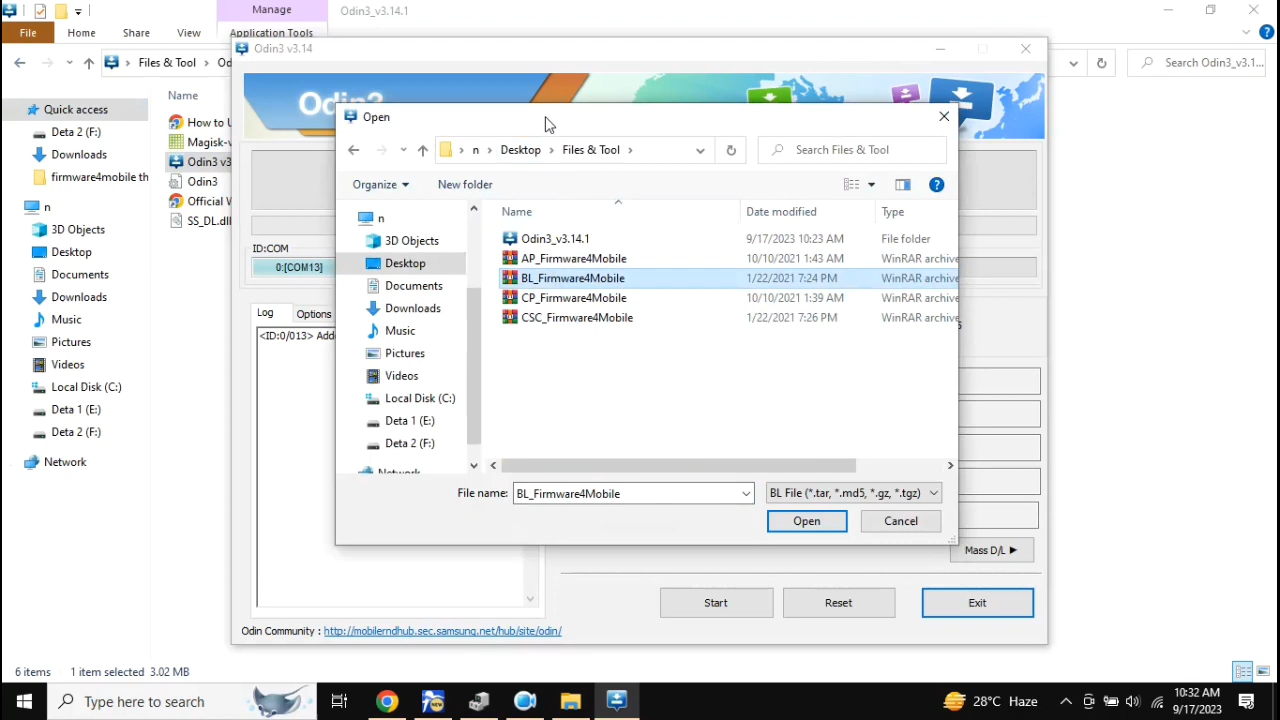 Manage
Odin3_v3.14.1
File
Home
Share
View
Application Tools
Files & Tool
Search Odin3_v3.1...
Quick access
Deta 2 (F:)
Downloads
firmware4mobile th
n
3D Objects
Desktop
Documents
Downloads
Music
Pictures
Videos
Local Disk (C:)
Deta 1 (E:)
Deta 2 (F:)
Network
Name
How to U
Magisk-v
Odin3 v3
Odin3
Official W
SS_DL.dll
Odin3 v3.14
Odin3
ID:COM
0:[COM13]
Log
Options
<ID:0/013> Adde
Open
n > Desktop > Files & Tool >
Search Files & Tool
Organize
New folder
n
3D Objects
Desktop
Documents
Downloads
Music
Pictures
Videos
Local Disk (C:)
Deta 1 (E:)
Deta 2 (F:)
Network
Name Date modified Type
Odin3_v3.14.1 9/17/2023 10:23 AM File folder
AP_Firmware4Mobile 10/10/2021 1:43 AM WinRAR archive
BL_Firmware4Mobile 1/22/2021 7:24 PM WinRAR archive
CP_Firmware4Mobile 10/10/2021 1:39 AM WinRAR archive
CSC_Firmware4Mobile 1/22/2021 7:26 PM WinRAR archive
File name: BL_Firmware4Mobile
BL File (*.tar, *.md5, *.gz, *.tgz)
Open
Cancel
Mass D/L ▶
Start
Reset
Exit
Odin Community : http://mobilerndhub.sec.samsung.net/hub/site/odin/
6 items 1 item selected 3.02 MB
Type here to search
28°C Haze
10:32 AM
9/17/2023